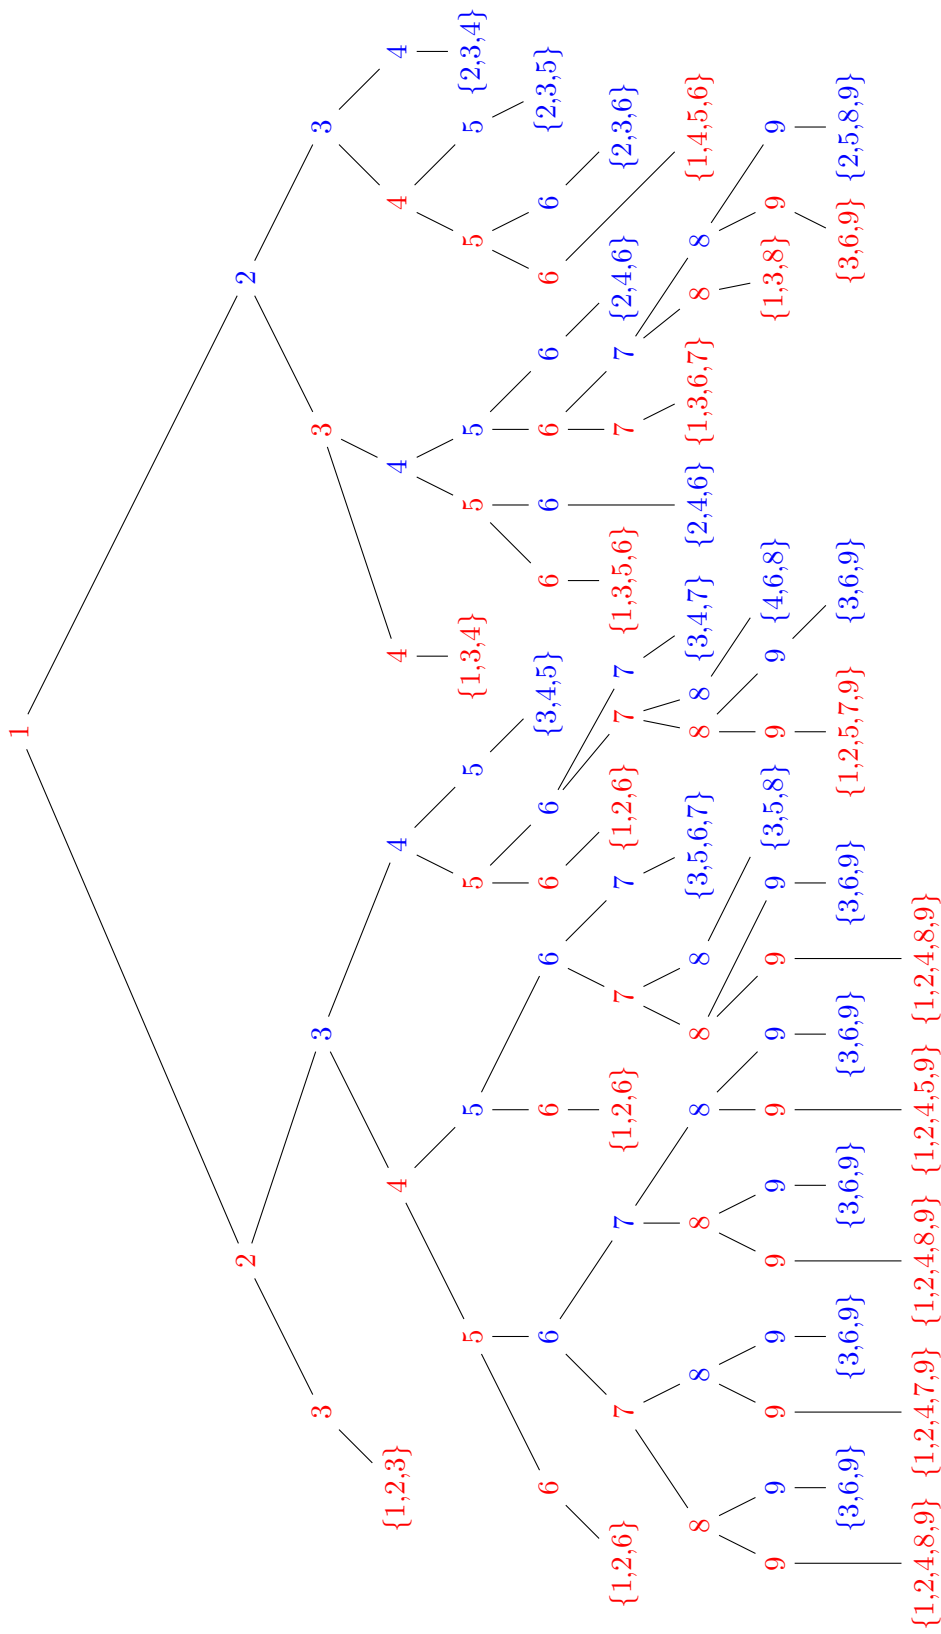 1
2 2
3 3 3 3
{1,2,3} 4 4 4 4 4 4
5 5 5 5 {1,3,4} 5 5 5 5 {2,3,4}
6 6 6 6 6 6 {3,4,5} 6 6 6 6 6 6 {2,3,5}
{1,2,6} 7 7 {1,2,6} 7 7 {1,2,6} 7 7 {1,3,5,6} 7 7 {2,4,6} {2,3,6}
8 8 8 8 8 8 {3,5,6,7} 8 8 {3,4,7} {2,4,6} {1,3,6,7} 8 8 {1,4,5,6}
9 9 9 9 9 9 9 9 9 9 {3,5,8} 9 9 {4,6,8} {1,3,8} 9 9
{3,6,9} {3,6,9} {3,6,9} {3,6,9} {3,6,9} {1,2,5,7,9} {3,6,9} {3,6,9} {2,5,8,9}
{1,2,4,8,9} {1,2,4,7,9} {1,2,4,8,9} {1,2,4,5,9} {1,2,4,8,9}